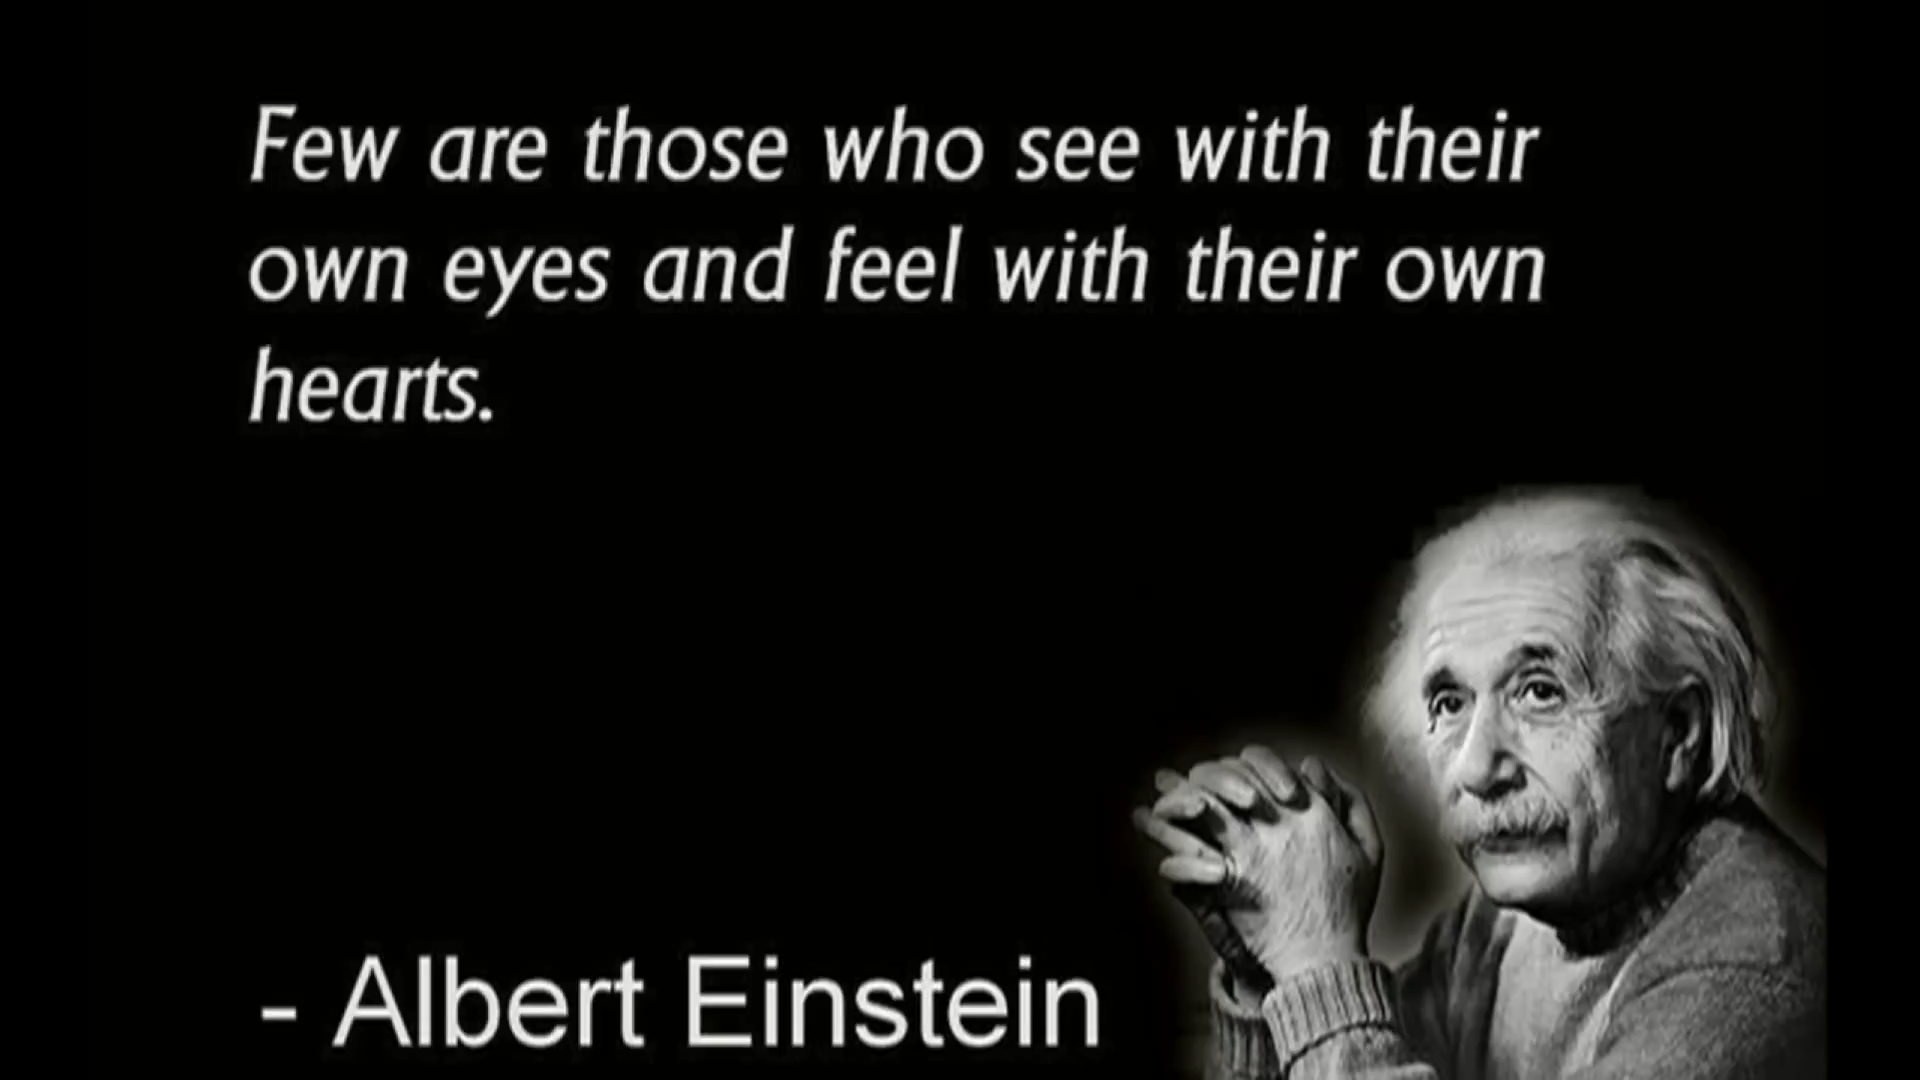 Few are those who see with their
own eyes and feel with their own
hearts.
- Albert Einstein